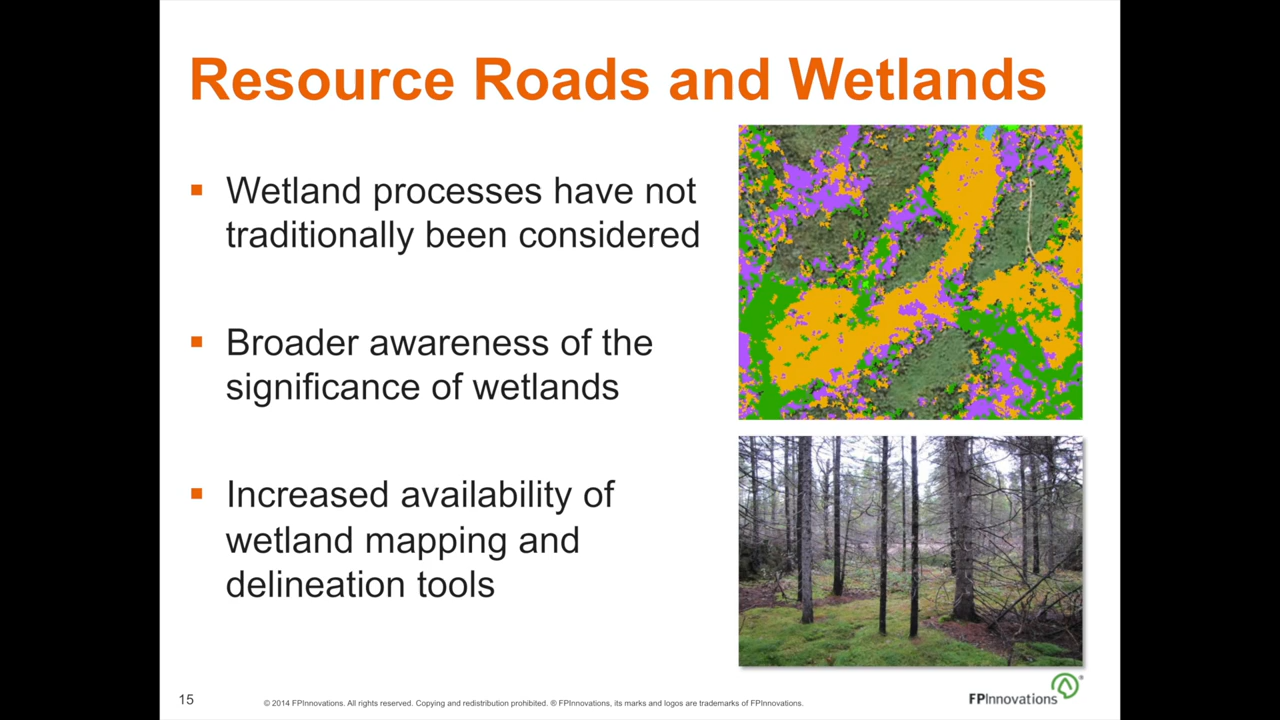 Resource Roads and Wetlands
Wetland processes have not
traditionally been considered
Broader awareness of the
significance of wetlands
Increased availability of
wetland mapping and
delineation tools
15
© 2014 FPInnovations. All rights reserved. Copying and redistribution prohibited. ® FPInnovations, its marks and logos are trademarks of FPInnovations.
FPInnovations®